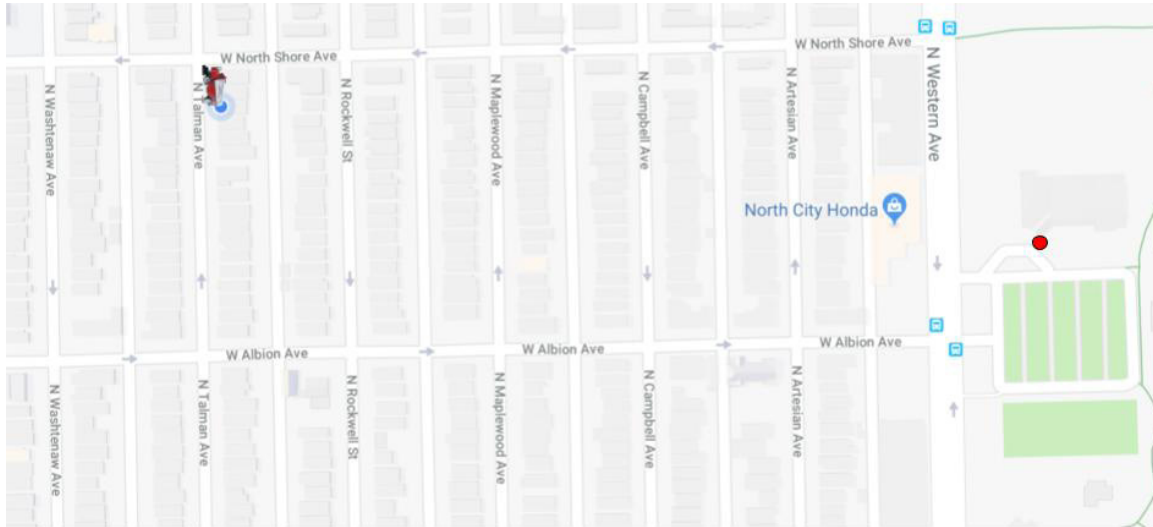 W North Shore Ave
W North Shore Ave
N Washtenaw Ave
N Talman Ave
N Rockwell St
N Maplewood Ave
N Campbell Ave
N Artesian Ave
N Western Ave
North City Honda
W Albion Ave
W Albion Ave
W Albion Ave
N Washtenaw Ave
N Talman Ave
N Rockwell St
N Maplewood Ave
N Campbell Ave
N Artesian Ave